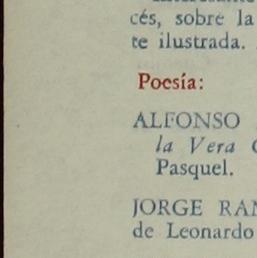 cés, sobre la
te ilustrada.
Poesía:
ALFONSO
la Vera
Pasquel.
JORGE
de Leonardo